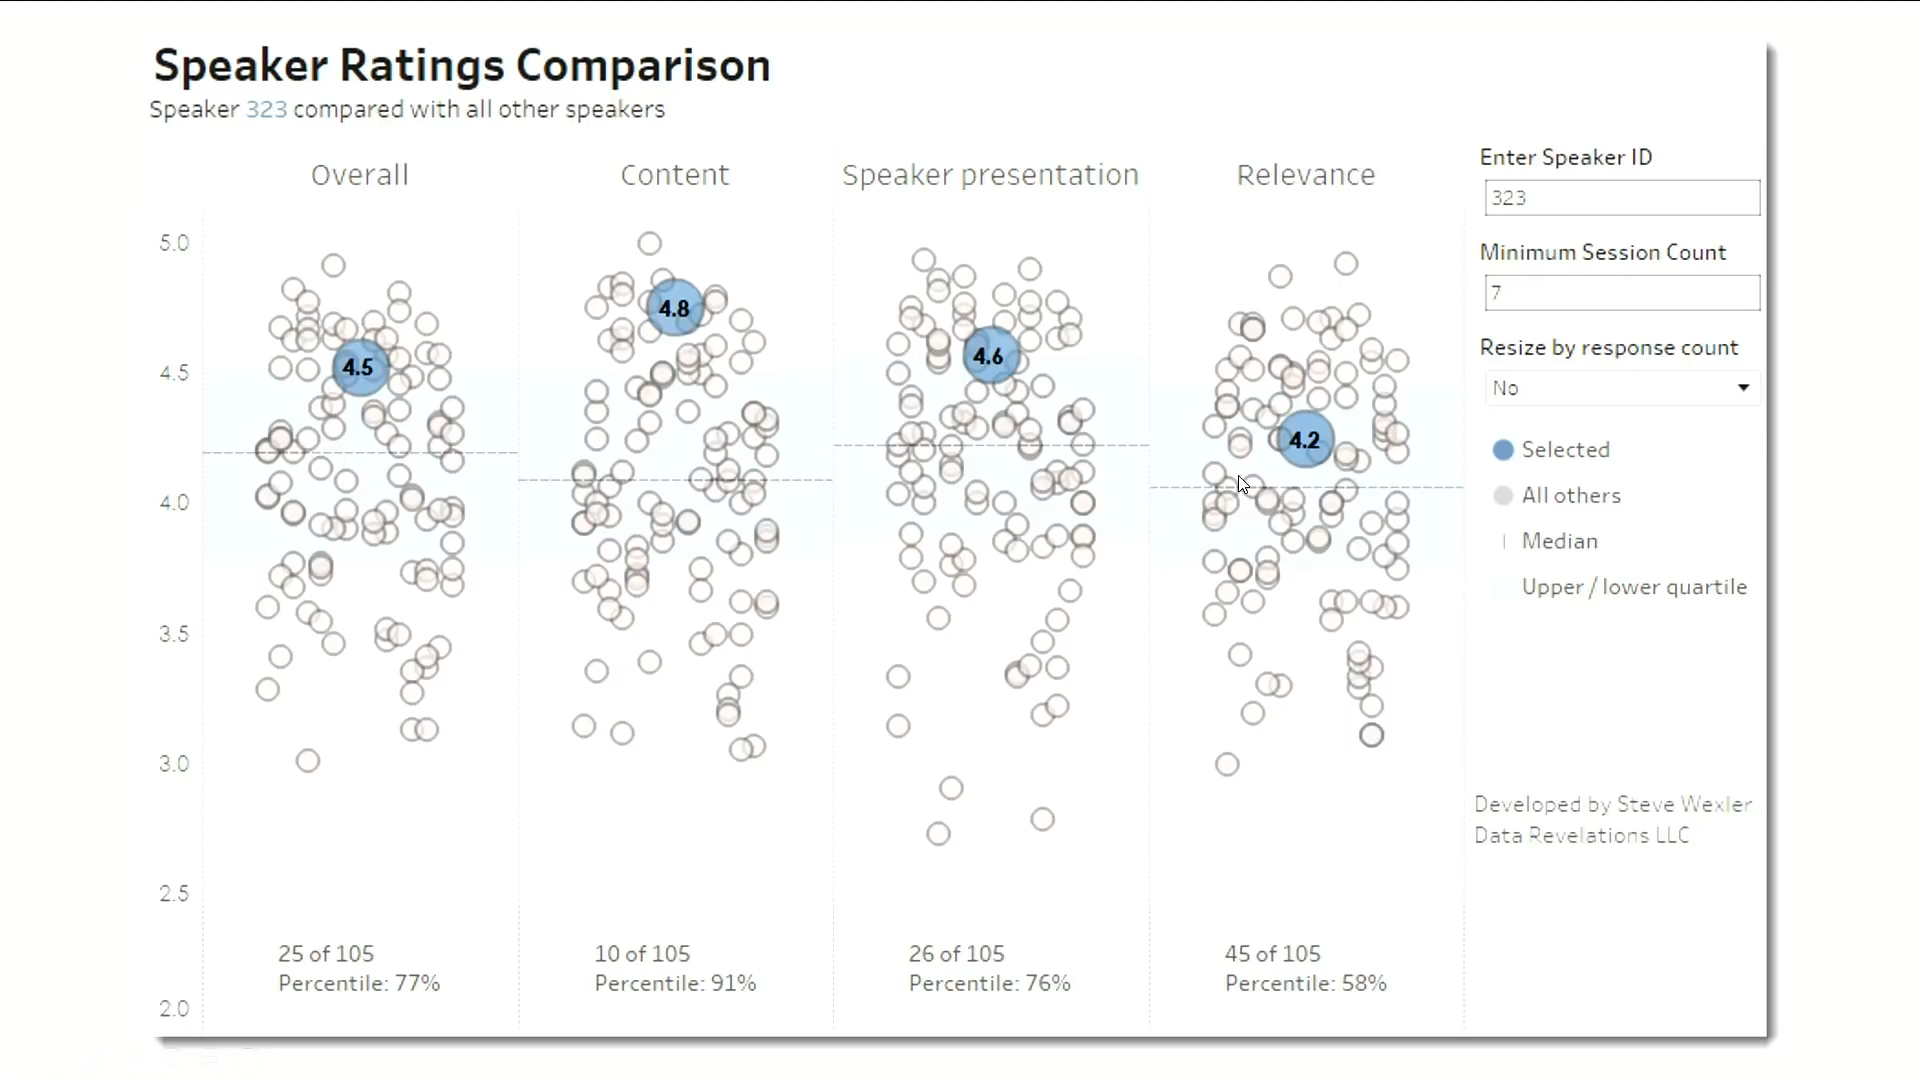 Speaker Ratings Comparison
Speaker 323 compared with all other speakers
Overall
Content
Speaker presentation
Relevance
5.0
4.5
4.0
3.5
3.0
2.5
2.0
4.5
4.8
4.6
4.2
25 of 105
Percentile: 77%
10 of 105
Percentile: 91%
26 of 105
Percentile: 76%
45 of 105
Percentile: 58%
Enter Speaker ID
323
Minimum Session Count
7
Resize by response count
No
Selected
All others
Median
Upper / lower quartile
Developed by Steve Wexler
Data Revelations LLC